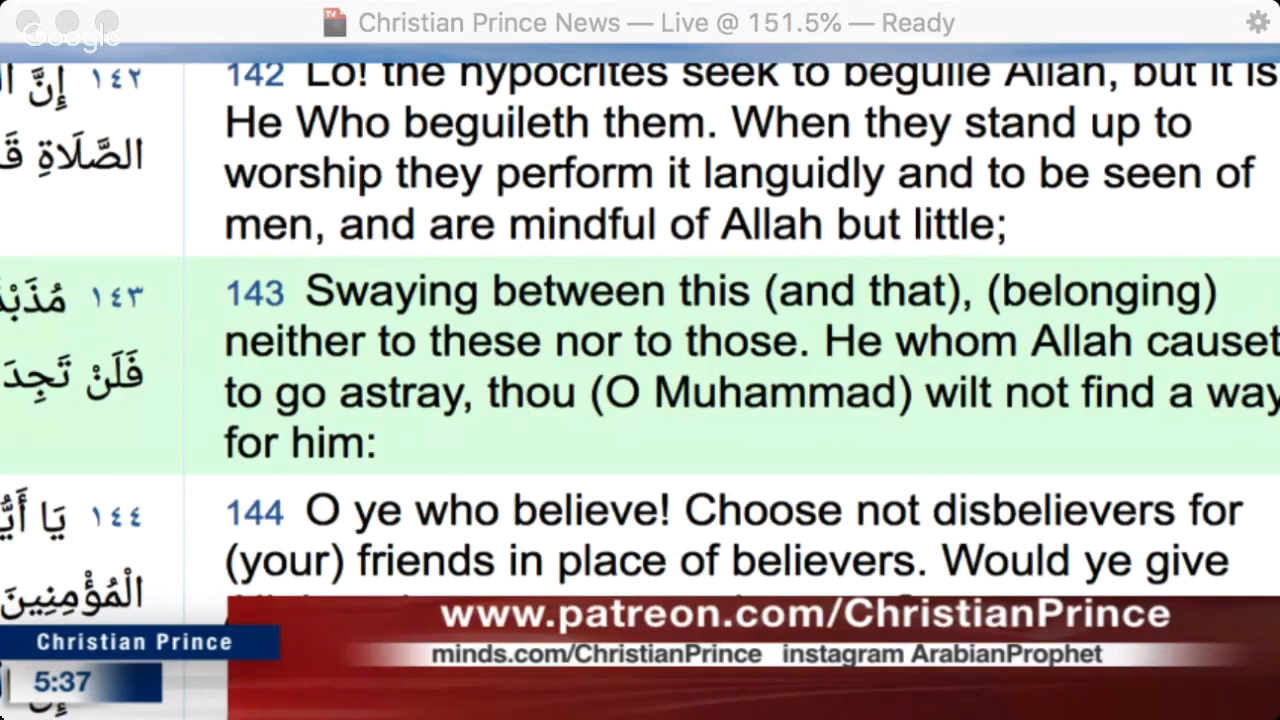 Christian Prince News — Live @ 151.5% — Ready
Google
TV
142 Lo! the hypocrites seek to beguile Allah, but it is
He Who beguileth them. When they stand up to
worship they perform it languidly and to be seen of
men, and are mindful of Allah but little;
١٤٢ إِنَّ
الصَّلَاةِ
143 Swaying between this (and that), (belonging)
neither to these nor to those. He whom Allah causet
to go astray, thou (O Muhammad) wilt not find a way
for him:
١٤٣
فَلَنْ تَجِدَ
144 O ye who believe! Choose not disbelievers for
(your) friends in place of believers. Would ye give
١٤٤ يَا
الْمُؤْمِنِينَ
www.patreon.com/ChristianPrince
Christian Prince
minds.com/ChristianPrince instagram ArabianProphet
5:37